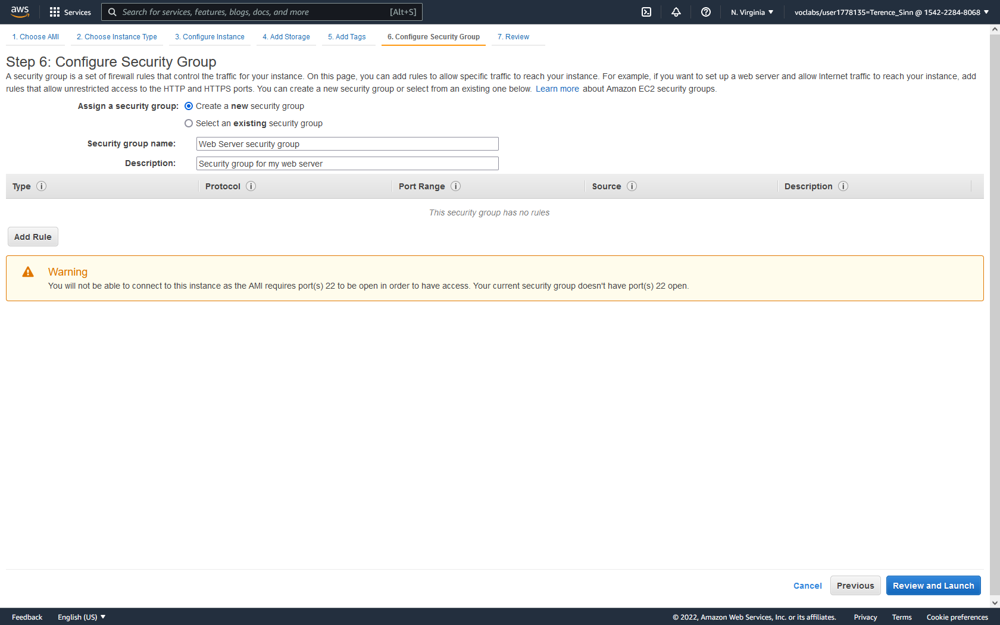 aws
Services
Search for services, features, blogs, docs, and more [Alt+S]
N. Virginia
voclabs/user1778135=Terence_Sinn @ 1542-2284-8068
1. Choose AMI
2. Choose Instance Type
3. Configure Instance
4. Add Storage
5. Add Tags
6. Configure Security Group
7. Review
Step 6: Configure Security Group
A security group is a set of firewall rules that control the traffic for your instance. On this page, you can add rules to allow specific traffic to reach your instance. For example, if you want to set up a web server and allow Internet traffic to reach your instance, add
rules that allow unrestricted access to the HTTP and HTTPS ports. You can create a new security group or select from an existing one below. Learn more about Amazon EC2 security groups.
Assign a security group: Create a new security group
Select an existing security group
Security group name: Web Server security group
Description: Security group for my web server
Type i Protocol i Port Range i Source i Description i
This security group has no rules
Add Rule
Warning
You will not be able to connect to this instance as the AMI requires port(s) 22 to be open in order to have access. Your current security group doesn't have port(s) 22 open.
Cancel Previous Review and Launch
Feedback English (US) © 2022, Amazon Web Services, Inc. or its affiliates. Privacy Terms Cookie preferences